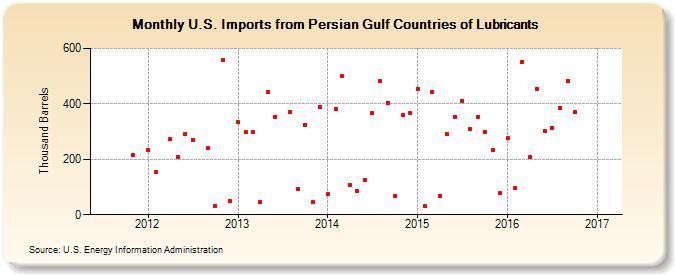 Monthly U.S. Imports from Persian Gulf Countries of Lubricants
Thousand Barrels
600
400
200
0
2012 2013 2014 2015 2016 2017
Source: U.S. Energy Information Administration